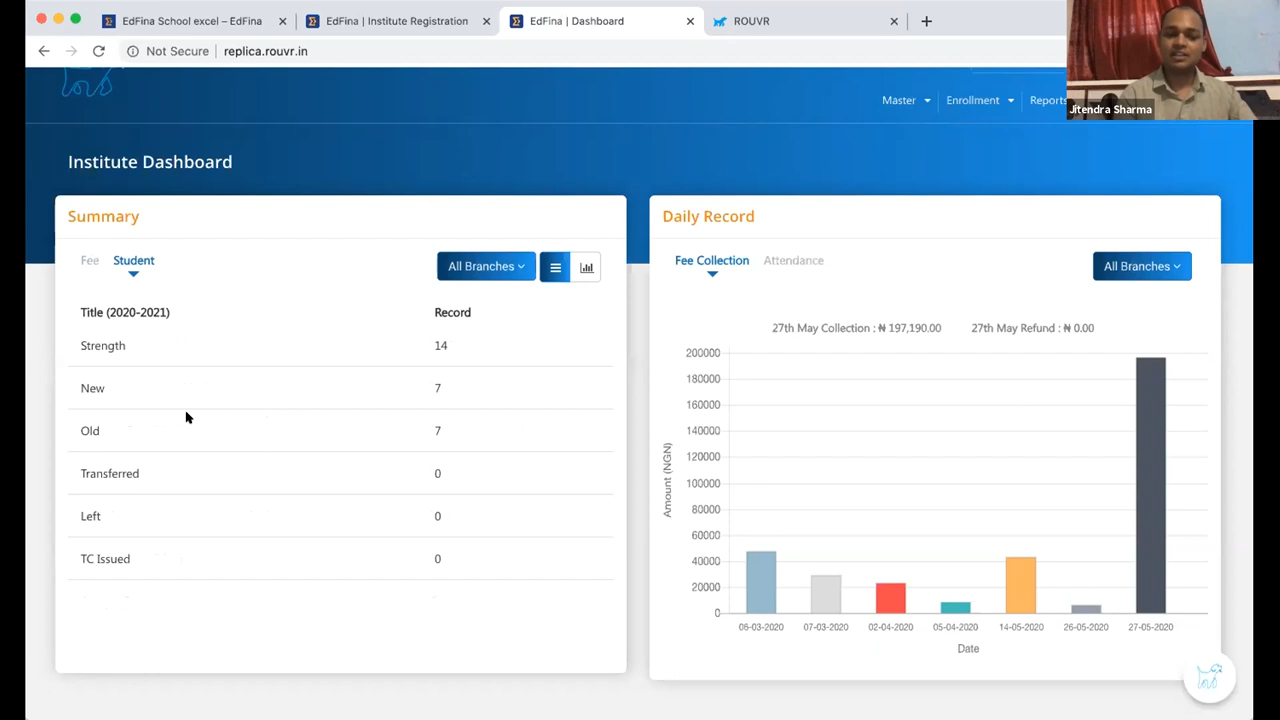 EdFina School excel – EdFina
EdFina | Institute Registration
EdFina | Dashboard
ROUVR
Not Secure
replica.rouvr.in
Master
Enrollment
Reports
Jitendra Sharma
Institute Dashboard
Summary
Fee
Student
All Branches
Title (2020-2021) Record
Strength 14
New 7
Old 7
Transferred 0
Left 0
TC Issued 0
Daily Record
Fee Collection
Attendance
All Branches
27th May Collection : ₦ 197,190.00
27th May Refund : ₦ 0.00
200000
180000
160000
140000
120000
100000
80000
60000
40000
20000
0
Amount (NGN)
06-03-2020 07-03-2020 02-04-2020 05-04-2020 14-05-2020 26-05-2020 27-05-2020
Date